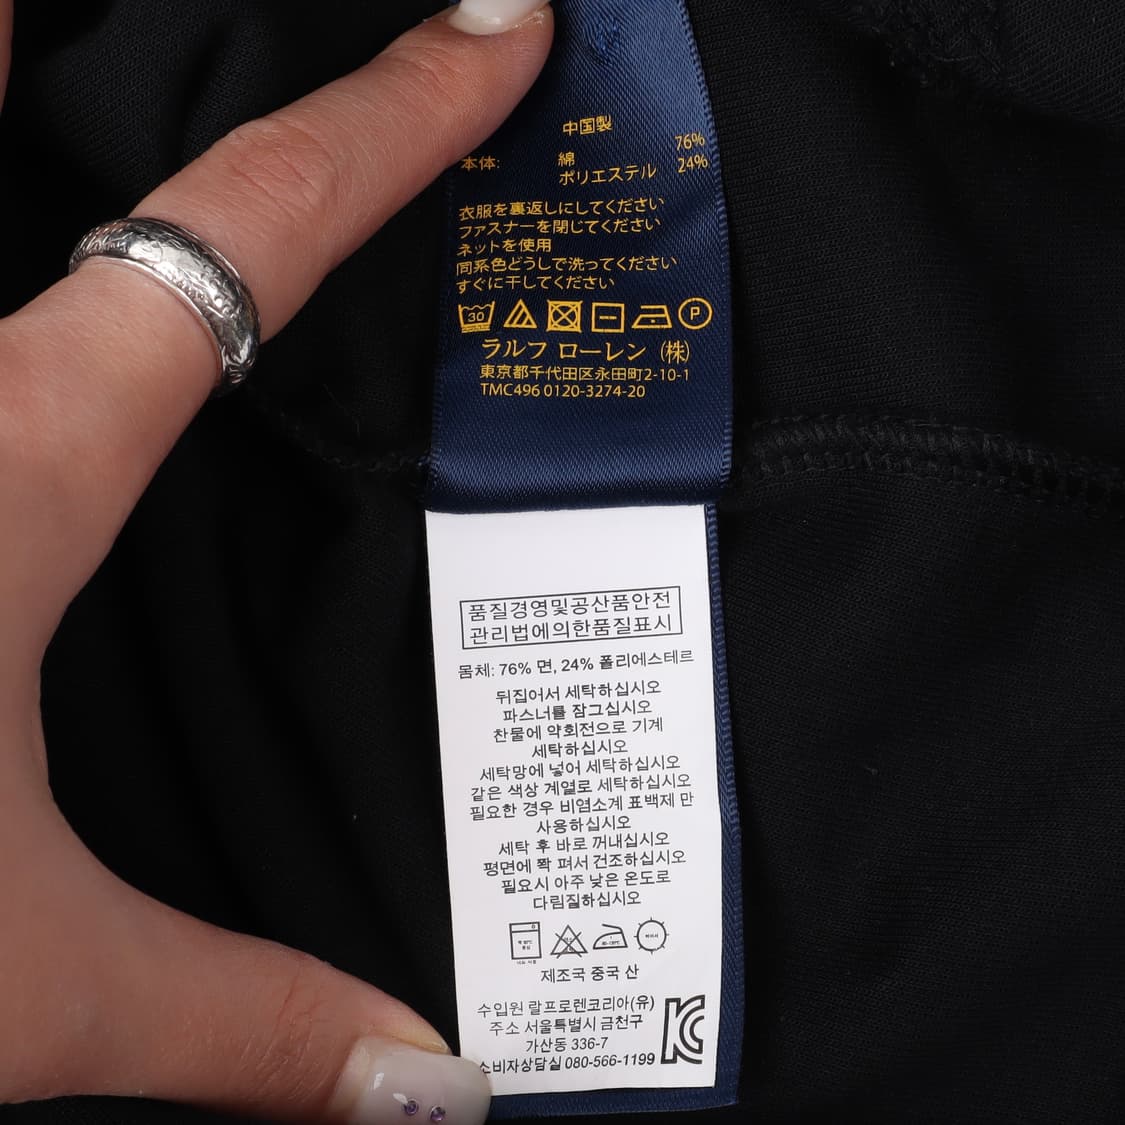 中国製
本体: 綿 76%
ポリエステル 24%
衣服を裏返しにしてください
ファスナーを閉じてください
ネットを使用
同系色どうしで洗ってください
すぐに干してください
30 P
ラルフ ローレン (株)
東京都千代田区永田町2-10-1
TMC496 0120-3274-20
품질경영및공산품안전
관리법에의한품질표시
몸체: 76% 면, 24% 폴리에스테르
뒤집어서 세탁하십시오
파스너를 잠그십시오
찬물에 약회전으로 기계
세탁하십시오
세탁망에 넣어 세탁하십시오
같은 색상 계열로 세탁하십시오
필요한 경우 비염소계 표백제 만
사용하십시오
세탁 후 바로 꺼내십시오
평면에 쫙 펴서 건조하십시오
필요시 아주 낮은 온도로
다림질하십시오
제조국 중국 산
수입원 랄프로렌코리아(유)
주소 서울특별시 금천구
가산동 336-7
소비자상담실 080-566-1199
KC